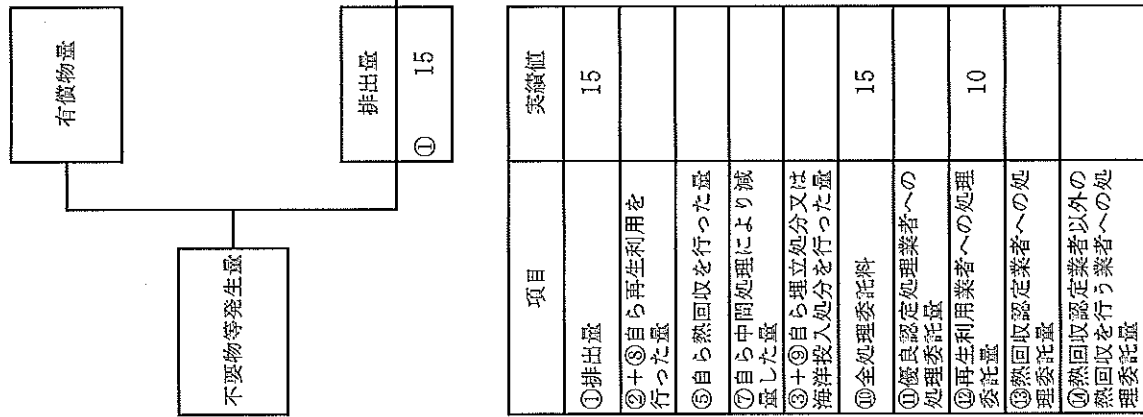 有償物量
不要物等発生量
排出量
① 15
項目 実績値
①排出量 15
②+⑧自ら再生利用を
行った量
⑤自ら熱回収を行った量
⑦自ら中間処理により減
量した量
③+⑨自ら埋立処分又は
海洋投入処分を行った量
⑩全処理委託料 15
⑪優良認定処理業者への
処理委託量
⑫再生利用業者への処理
委託量 10
⑬熱回収認定業者への処
理委託量
⑭熱回収認定業者以外の
熱回収を行う業者への処
理委託量